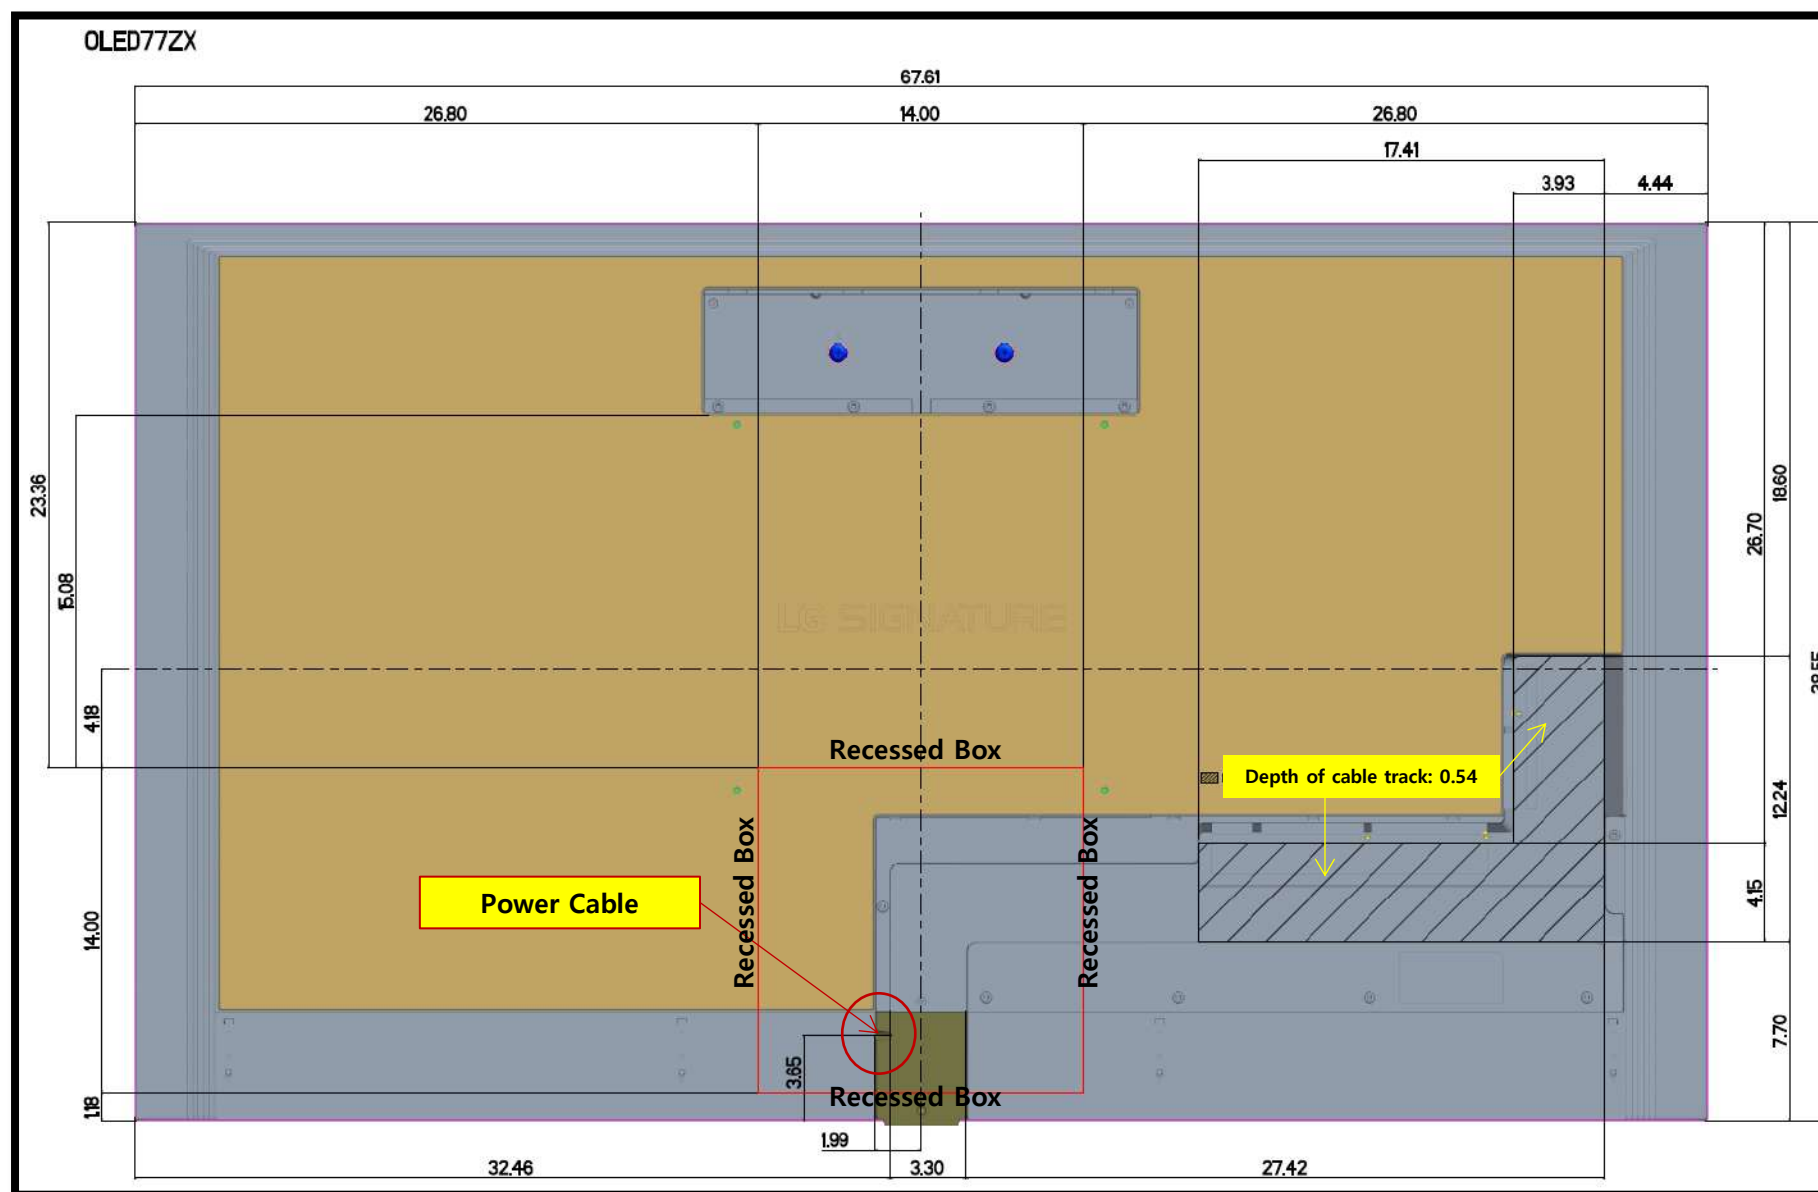 OLED77ZX
67.61
26.80
14.00
26.80
17.41
3.93
4.44
23.36
15.08
18.60
26.70
LG SIGNATURE
4.18
Recessed Box
Depth of cable track: 0.54
12.24
Recessed Box
Recessed Box
Power Cable
14.00
4.15
3.65
7.70
1.18
Recessed Box
1.99
32.46
3.30
27.42